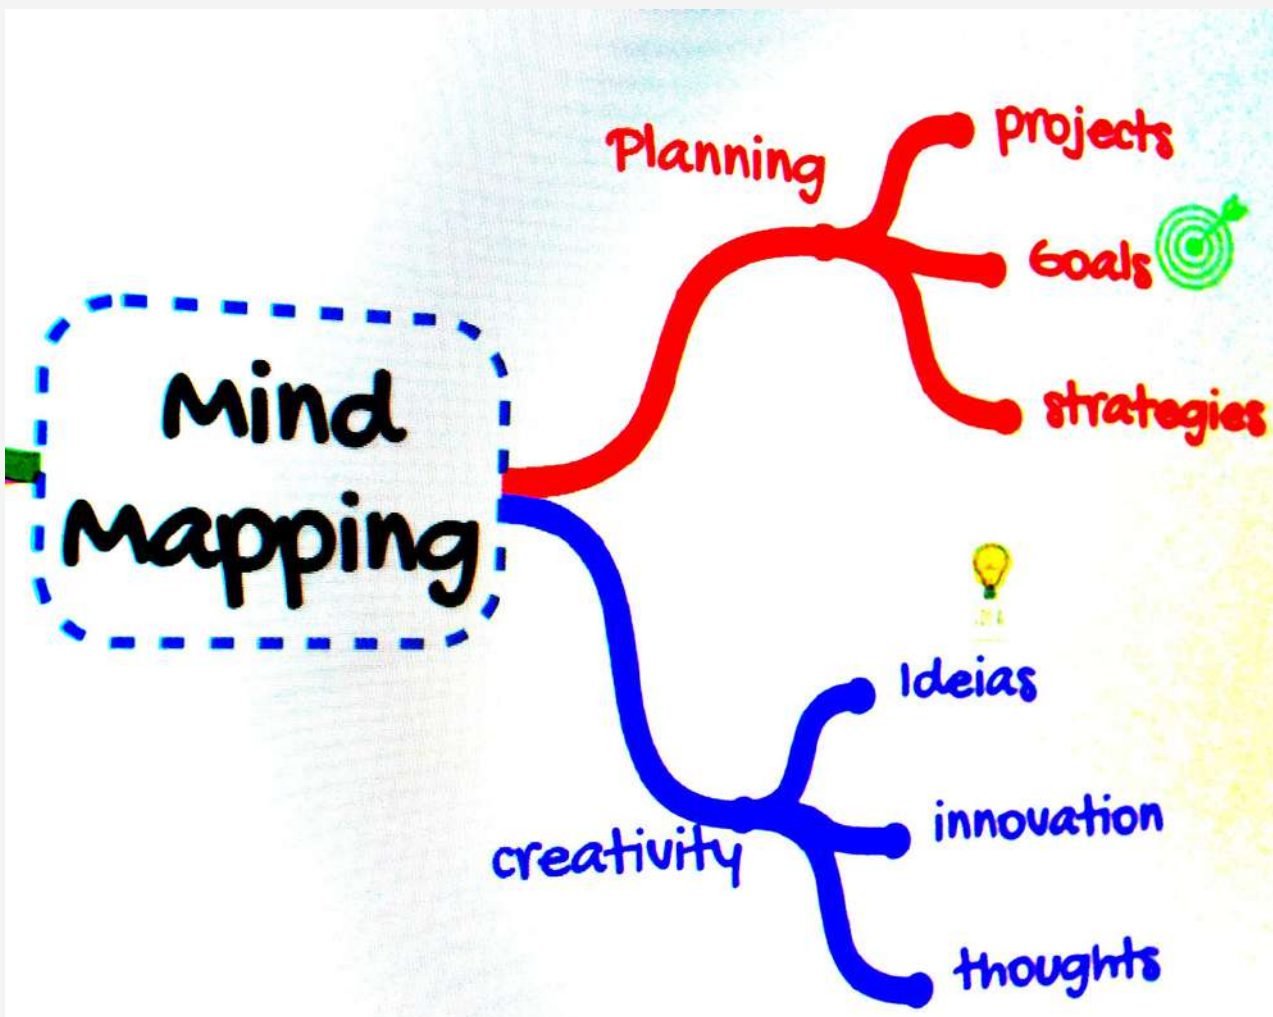 Mind
Mapping
Planning
projects
Goals
strategies
Ideias
innovation
thoughts
creativity